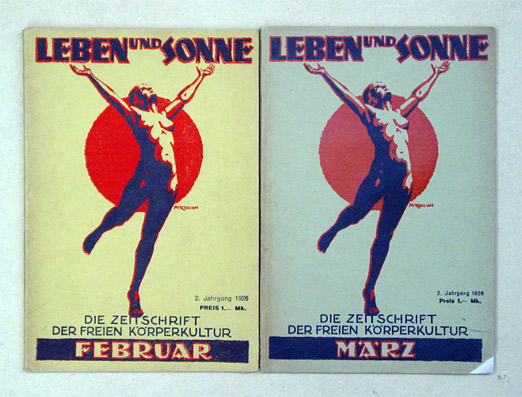 LEBEN UND SONNE
2. Jahrgang 1926
PREIS 1,— Mk.
DIE ZEITSCHRIFT
DER FREIEN KÖRPERKULTUR
FEBRUAR
LEBEN UND SONNE
2. Jahrgang 1926
Preis 1,— Mk.
DIE ZEITSCHRIFT
DER FREIEN KÖRPERKULTUR
MÄRZ